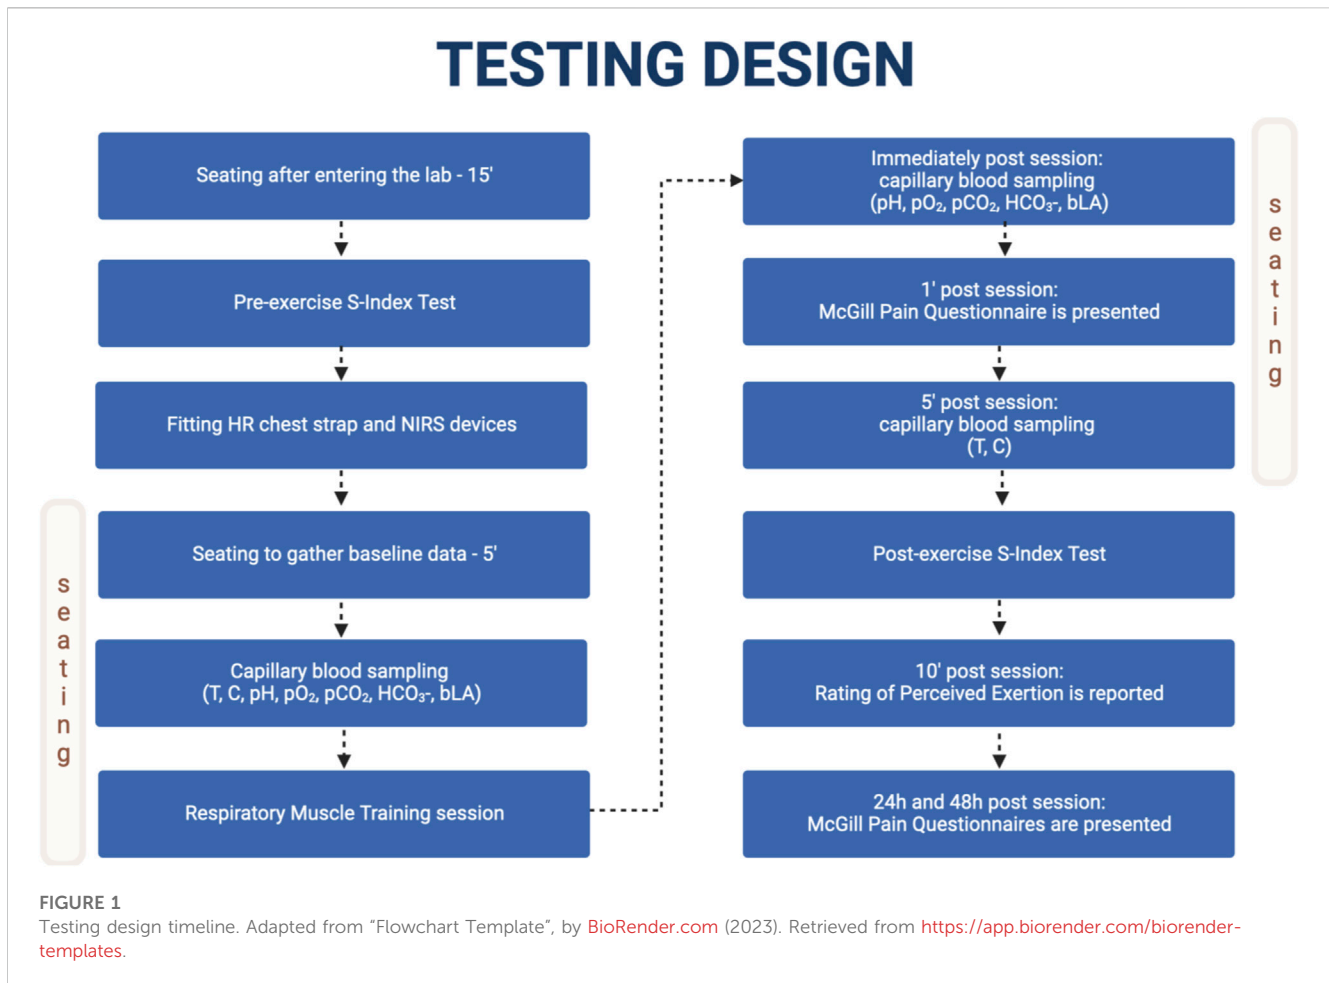 TESTING DESIGN
Seating after entering the lab - 15'
Pre-exercise S-Index Test
Fitting HR chest strap and NIRS devices
Seating to gather baseline data - 5'
Capillary blood sampling
(T, C, pH, pO₂, pCO₂, HCO₃-, bLA)
Respiratory Muscle Training session
seating
Immediately post session:
capillary blood sampling
(pH, pO₂, pCO₂, HCO₃-, bLA)
1' post session:
McGill Pain Questionnaire is presented
5' post session:
capillary blood sampling
(T, C)
Post-exercise S-Index Test
10' post session:
Rating of Perceived Exertion is reported
24h and 48h post session:
McGill Pain Questionnaires are presented
seating
FIGURE 1
Testing design timeline. Adapted from “Flowchart Template”, by BioRender.com (2023). Retrieved from https://app.biorender.com/biorender-
templates.